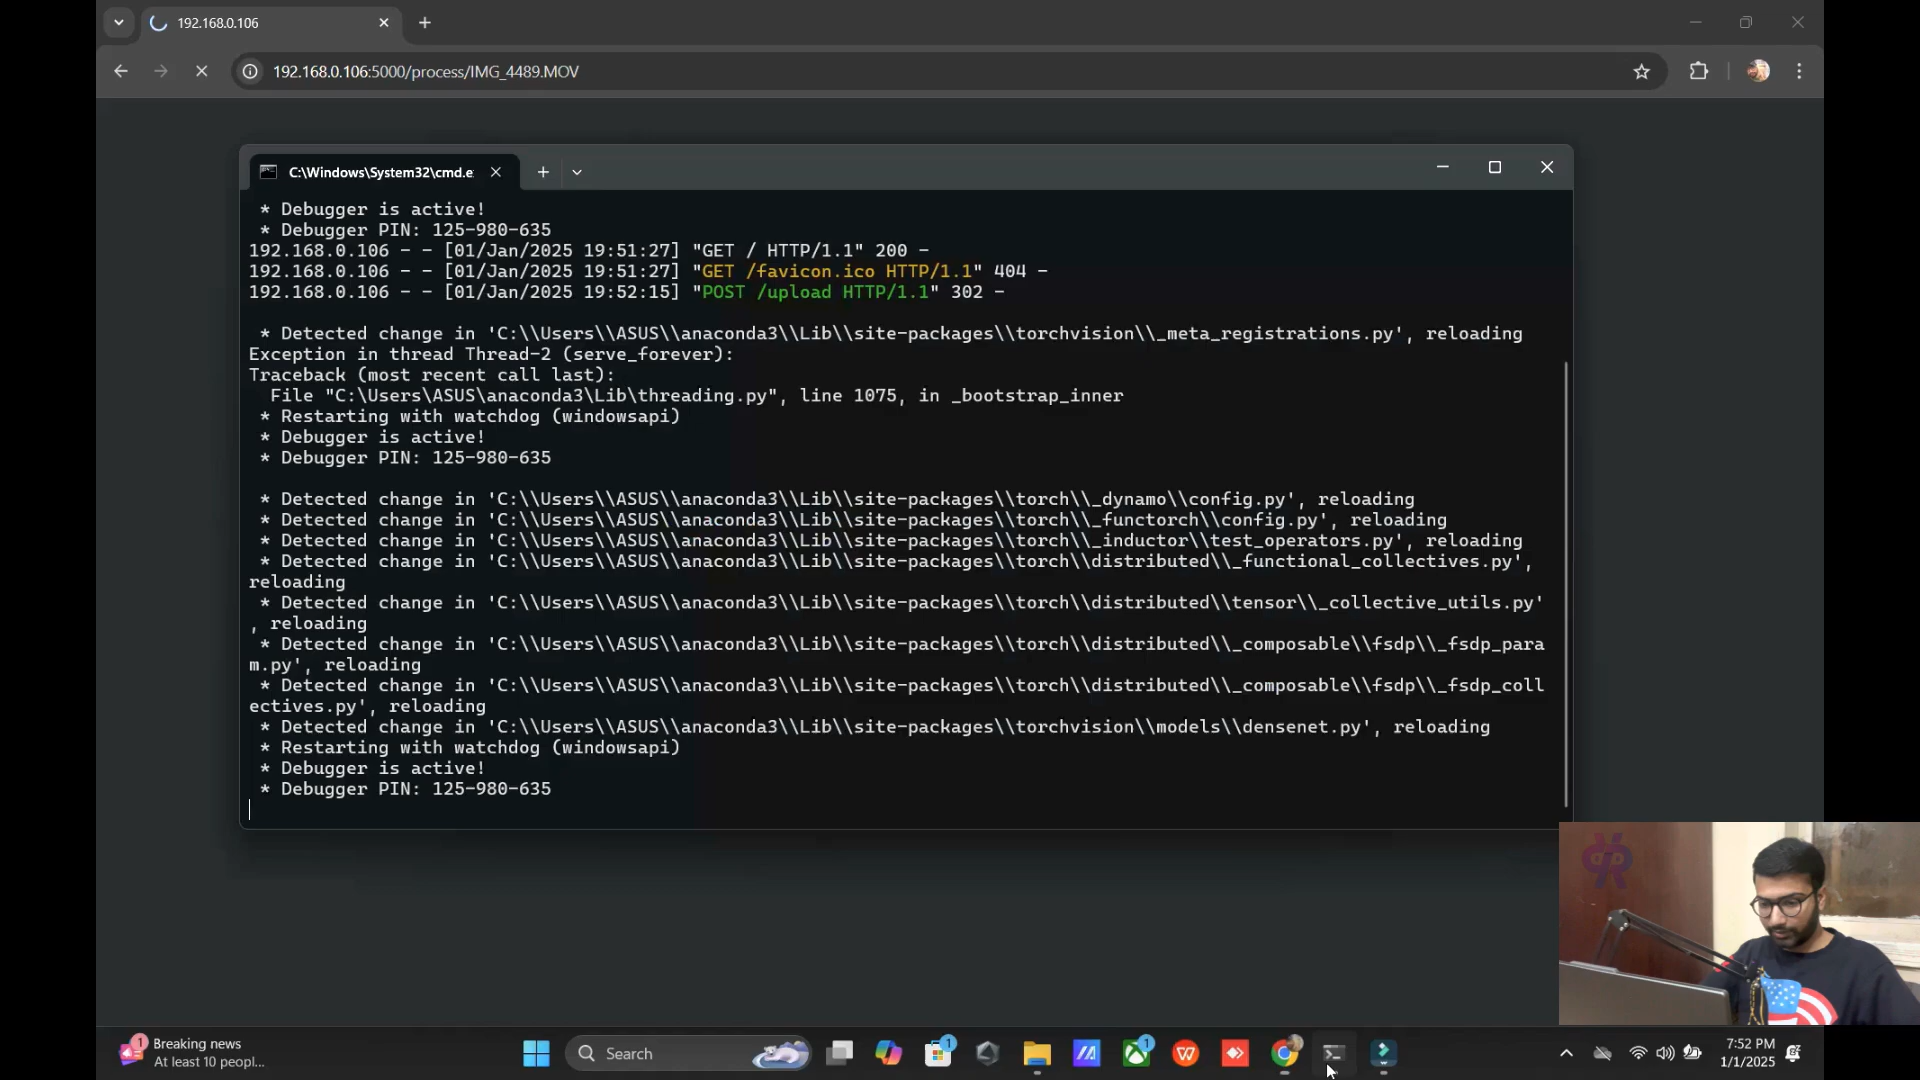 192.168.0.106
192.168.0.106:5000/process/IMG_4489.MOV
C:\Windows\System32\cmd.e
* Debugger is active!
* Debugger PIN: 125-980-635
192.168.0.106 - - [01/Jan/2025 19:51:27] "GET / HTTP/1.1" 200 -
192.168.0.106 - - [01/Jan/2025 19:51:27] "GET /favicon.ico HTTP/1.1" 404 -
192.168.0.106 - - [01/Jan/2025 19:52:15] "POST /upload HTTP/1.1" 302 -
* Detected change in 'C:\\Users\\ASUS\\anaconda3\\Lib\\site-packages\\torchvision\\_meta_registrations.py', reloading
Exception in thread Thread-2 (serve_forever):
Traceback (most recent call last):
File "C:\Users\ASUS\anaconda3\Lib\threading.py", line 1075, in _bootstrap_inner
* Restarting with watchdog (windowsapi)
* Debugger is active!
* Debugger PIN: 125-980-635
* Detected change in 'C:\\Users\\ASUS\\anaconda3\\Lib\\site-packages\\torch\\_dynamo\\config.py', reloading
* Detected change in 'C:\\Users\\ASUS\\anaconda3\\Lib\\site-packages\\torch\\_functorch\\config.py', reloading
* Detected change in 'C:\\Users\\ASUS\\anaconda3\\Lib\\site-packages\\torch\\_inductor\\test_operators.py', reloading
* Detected change in 'C:\\Users\\ASUS\\anaconda3\\Lib\\site-packages\\torch\\distributed\\_functional_collectives.py',
reloading
* Detected change in 'C:\\Users\\ASUS\\anaconda3\\Lib\\site-packages\\torch\\distributed\\tensor\\_collective_utils.py'
, reloading
* Detected change in 'C:\\Users\\ASUS\\anaconda3\\Lib\\site-packages\\torch\\distributed\\_composable\\fsdp\\_fsdp_para
m.py', reloading
* Detected change in 'C:\\Users\\ASUS\\anaconda3\\Lib\\site-packages\\torch\\distributed\\_composable\\fsdp\\_fsdp_coll
ectives.py', reloading
* Detected change in 'C:\\Users\\ASUS\\anaconda3\\Lib\\site-packages\\torchvision\\models\\densenet.py', reloading
* Restarting with watchdog (windowsapi)
* Debugger is active!
* Debugger PIN: 125-980-635
1
Breaking news
At least 10 peopl...
Search
1
1
7:52 PM
1/1/2025